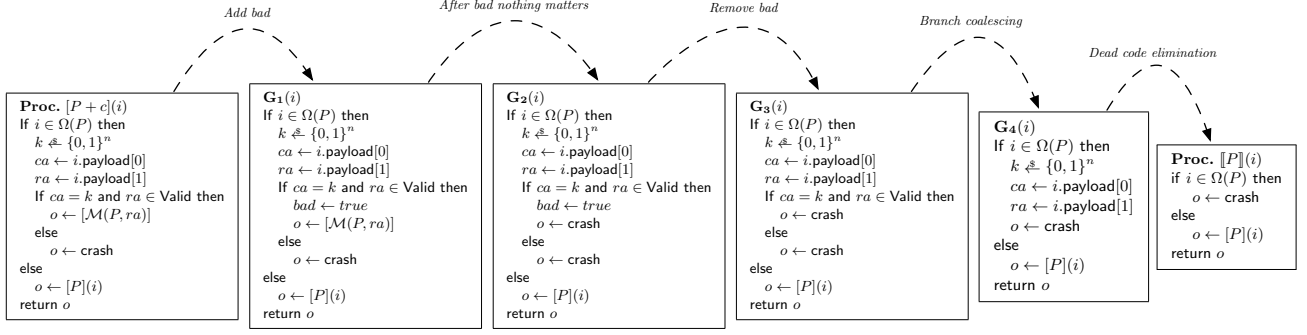 Add bad
After bad nothing matters
Remove bad
Branch coalescing
Dead code elimination
Proc. [P + c](i)
If i ∈ Ω(P) then
k ←$ {0, 1}^n
ca ← i.payload[0]
ra ← i.payload[1]
If ca = k and ra ∈ Valid then
o ← [ℳ(P, ra)]
else
o ← crash
else
o ← [P](i)
return o
G₁(i)
If i ∈ Ω(P) then
k ←$ {0, 1}^n
ca ← i.payload[0]
ra ← i.payload[1]
If ca = k and ra ∈ Valid then
bad ← true
o ← [ℳ(P, ra)]
else
o ← crash
else
o ← [P](i)
return o
G₂(i)
If i ∈ Ω(P) then
k ←$ {0, 1}^n
ca ← i.payload[0]
ra ← i.payload[1]
If ca = k and ra ∈ Valid then
bad ← true
o ← crash
else
o ← crash
else
o ← [P](i)
return o
G₃(i)
If i ∈ Ω(P) then
k ←$ {0, 1}^n
ca ← i.payload[0]
ra ← i.payload[1]
If ca = k and ra ∈ Valid then
o ← crash
else
o ← crash
else
o ← [P](i)
return o
G₄(i)
If i ∈ Ω(P) then
k ←$ {0, 1}^n
ca ← i.payload[0]
ra ← i.payload[1]
o ← crash
else
o ← [P](i)
return o
Proc. ⟦P⟧(i)
if i ∈ Ω(P) then
o ← crash
else
o ← [P](i)
return o